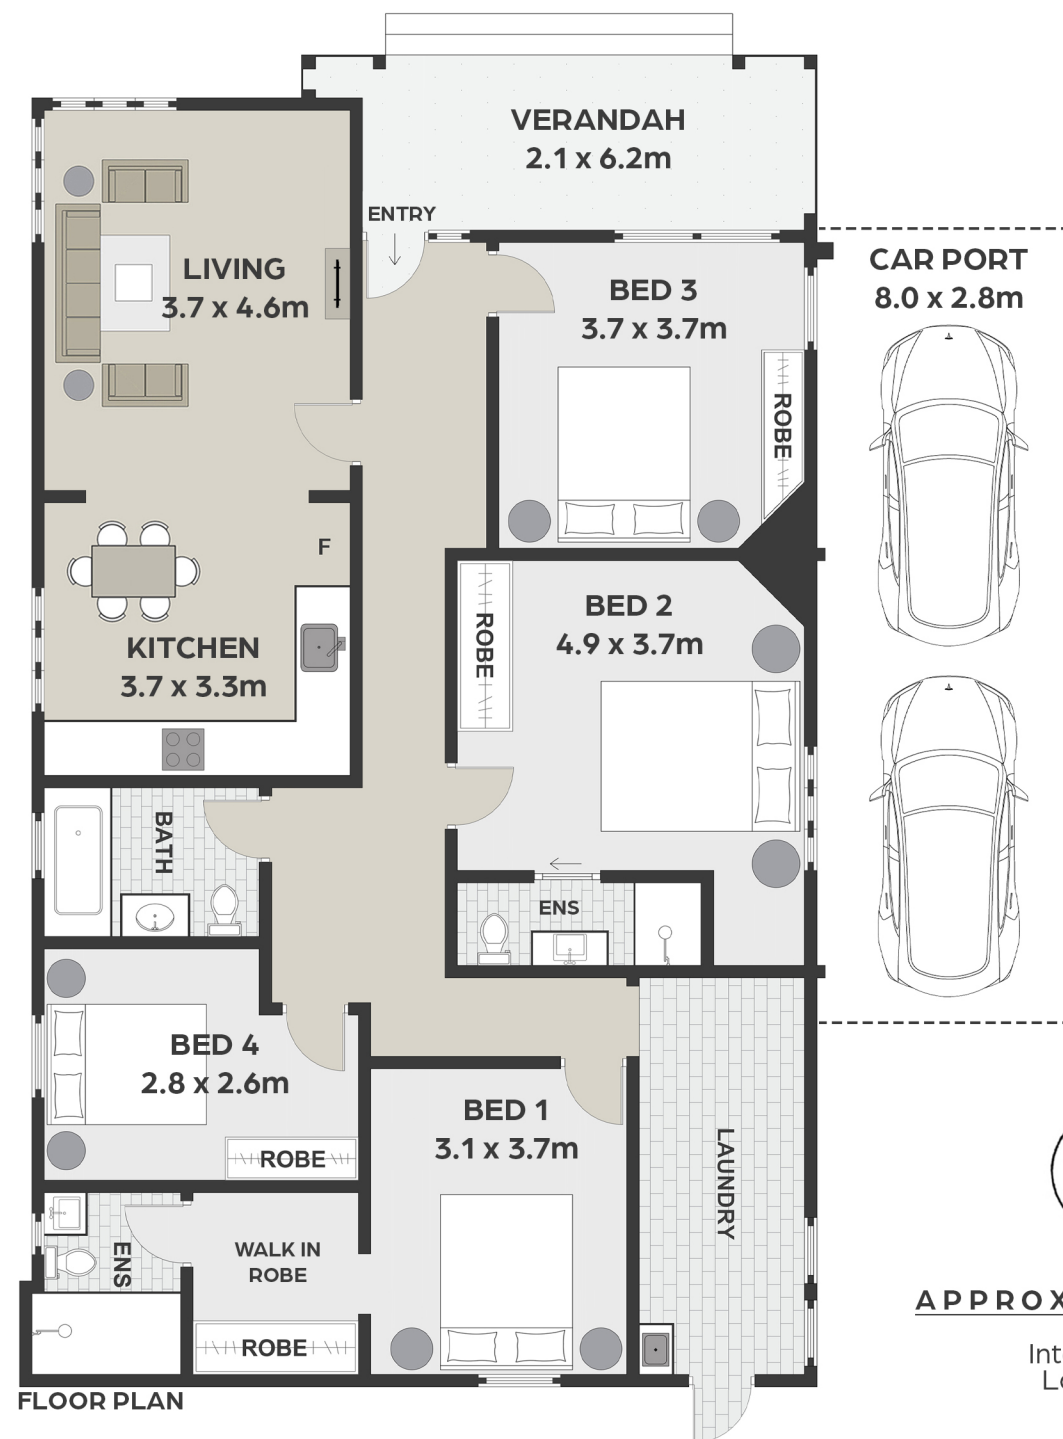 VERANDAH
2.1 x 6.2m
ENTRY
LIVING
3.7 x 4.6m
BED 3
3.7 x 3.7m
ROBE
CAR PORT
8.0 x 2.8m
F
KITCHEN
3.7 x 3.3m
ROBE
BED 2
4.9 x 3.7m
BATH
ENS
BED 4
2.8 x 2.6m
ROBE
BED 1
3.1 x 3.7m
LAUNDRY
ENS
WALK IN
ROBE
ROBE
APPROX
Int
Lo
FLOOR PLAN